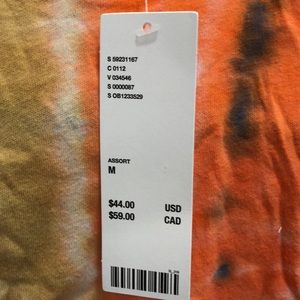 S 59231167
C 0112
V 034546
S 0000087
S OB1233529
ASSORT
M
$44.00 USD
$59.00 CAD